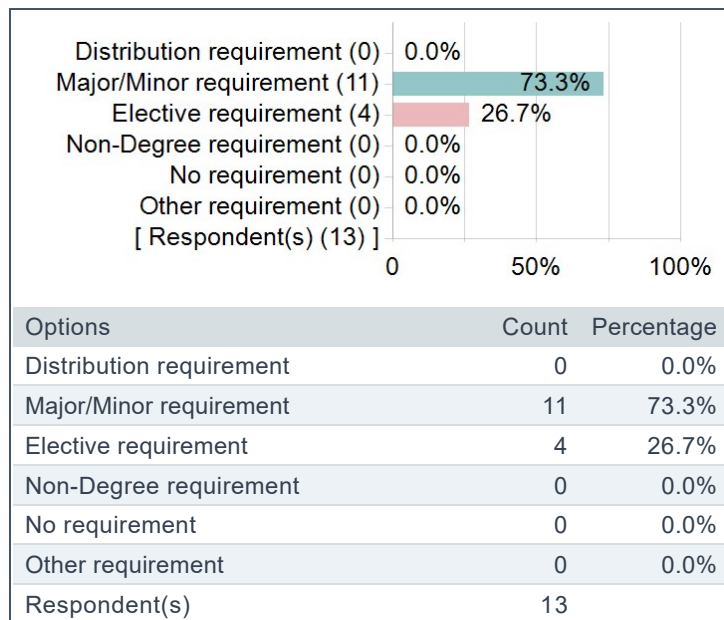 Distribution requirement (0) 0.0%
Major/Minor requirement (11) 73.3%
Elective requirement (4) 26.7%
Non-Degree requirement (0) 0.0%
No requirement (0) 0.0%
Other requirement (0) 0.0%
[ Respondent(s) (13) ]
0 50% 100%
Options Count Percentage
Distribution requirement 0 0.0%
Major/Minor requirement 11 73.3%
Elective requirement 4 26.7%
Non-Degree requirement 0 0.0%
No requirement 0 0.0%
Other requirement 0 0.0%
Respondent(s) 13